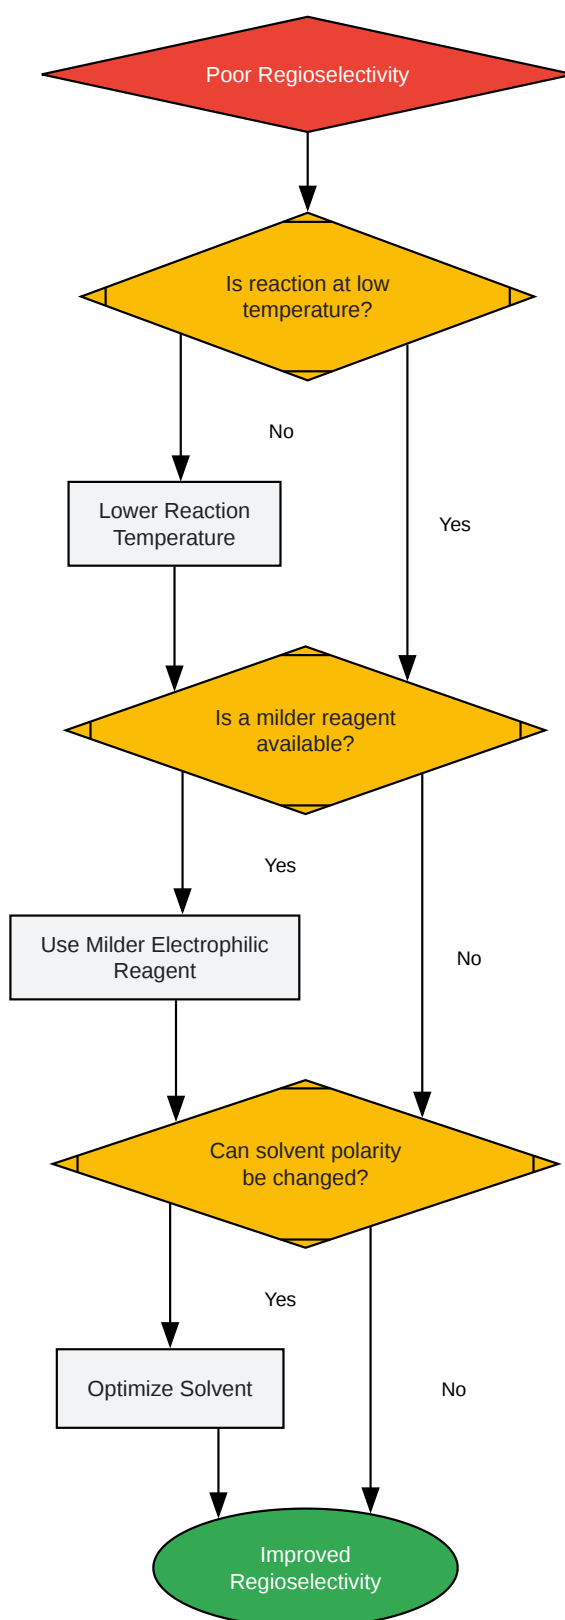 Poor Regioselectivity
Is reaction at low
temperature?
No
Lower Reaction
Temperature
Yes
Is a milder reagent
available?
Yes
Use Milder Electrophilic
Reagent
No
Can solvent polarity
be changed?
Yes
Optimize Solvent
No
Improved
Regioselectivity